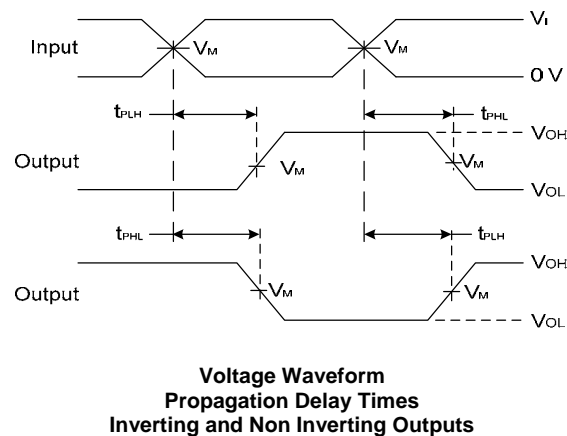 Input VM VM VI
0 V
tPLH tPHL
Output VM VM VOH
VOL
tPHL tPLH
Output VM VM VOH
VOL
Voltage Waveform
Propagation Delay Times
Inverting and Non Inverting Outputs